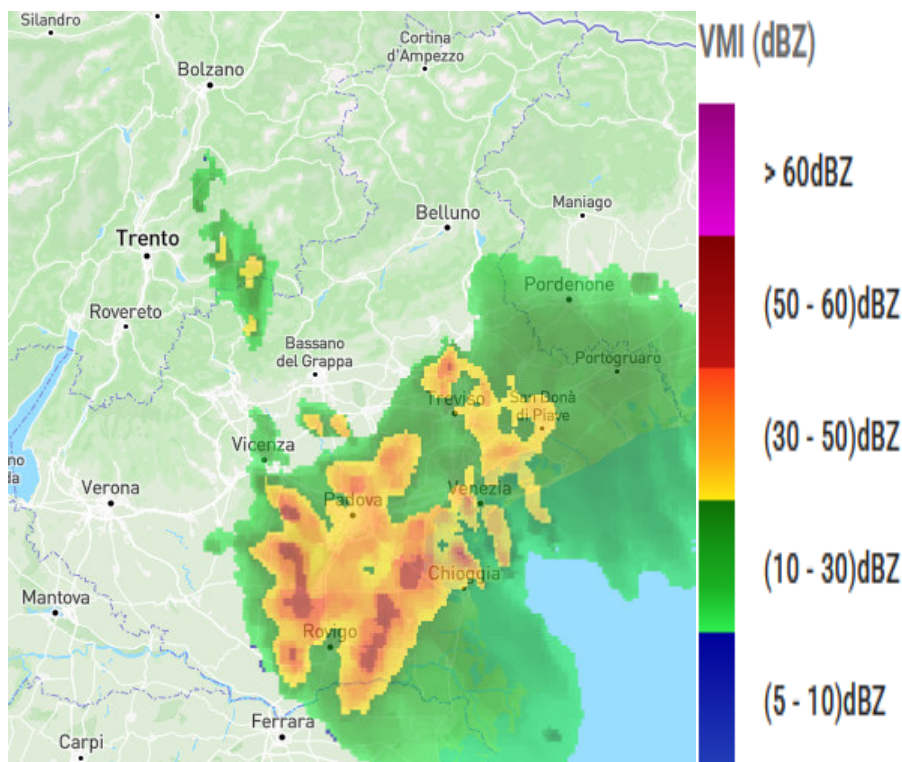 Silandro
Cortina
d'Ampezzo
VMI (dBZ)
Bolzano
> 60dBZ
Maniago
Belluno
Trento
Pordenone
(50 - 60)dBZ
Rovereto
Bassano
del Grappa
Portogruaro
Treviso
San Donà
di Piave
(30 - 50)dBZ
Vicenza
no
da
Verona
Padova
Venezia
(10 - 30)dBZ
Chioggia
Mantova
Rovigo
(5 - 10)dBZ
Ferrara
Carpi